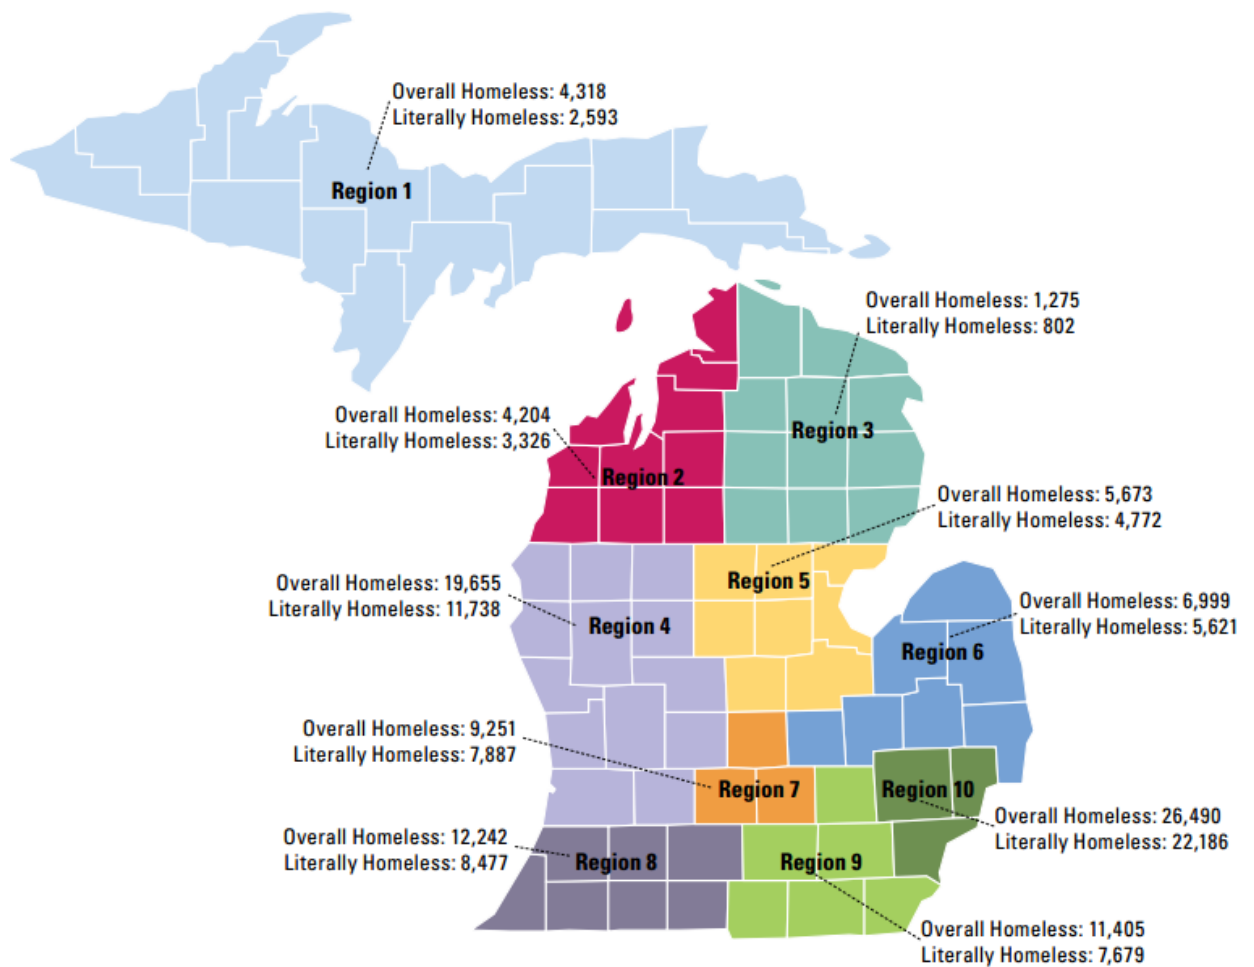 Overall Homeless: 4,318
Literally Homeless: 2,593
Region 1
Overall Homeless: 1,275
Literally Homeless: 802
Region 3
Overall Homeless: 4,204
Literally Homeless: 3,326
Region 2
Overall Homeless: 5,673
Literally Homeless: 4,772
Region 5
Overall Homeless: 19,655
Literally Homeless: 11,738
Region 4
Overall Homeless: 6,999
Literally Homeless: 5,621
Region 6
Overall Homeless: 9,251
Literally Homeless: 7,887
Region 7
Region 10
Overall Homeless: 26,490
Literally Homeless: 22,186
Overall Homeless: 12,242
Literally Homeless: 8,477
Region 8
Region 9
Overall Homeless: 11,405
Literally Homeless: 7,679